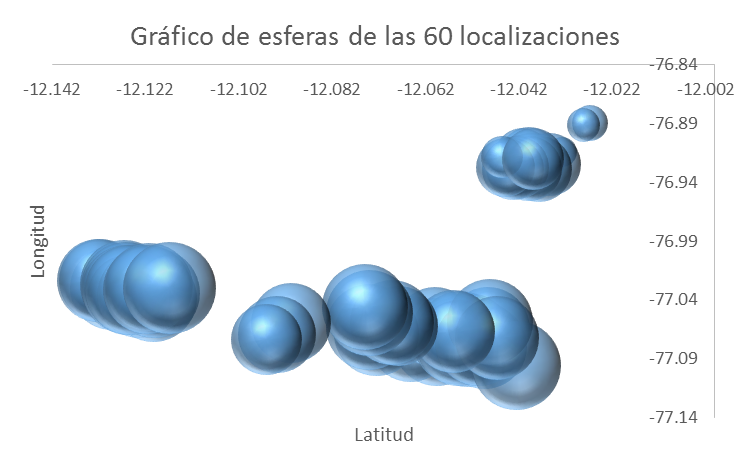 Gráfico de esferas de las 60 localizaciones
-76.84
-12.142 -12.122 -12.102 -12.082 -12.062 -12.042 -12.022 -12.002
-76.89
-76.94
Longitud
-76.99
-77.04
-77.09
-77.14
Latitud